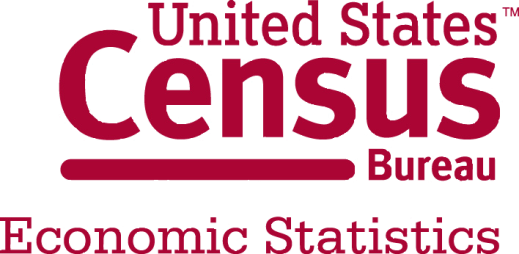 United States™
Census
Bureau
Economic Statistics